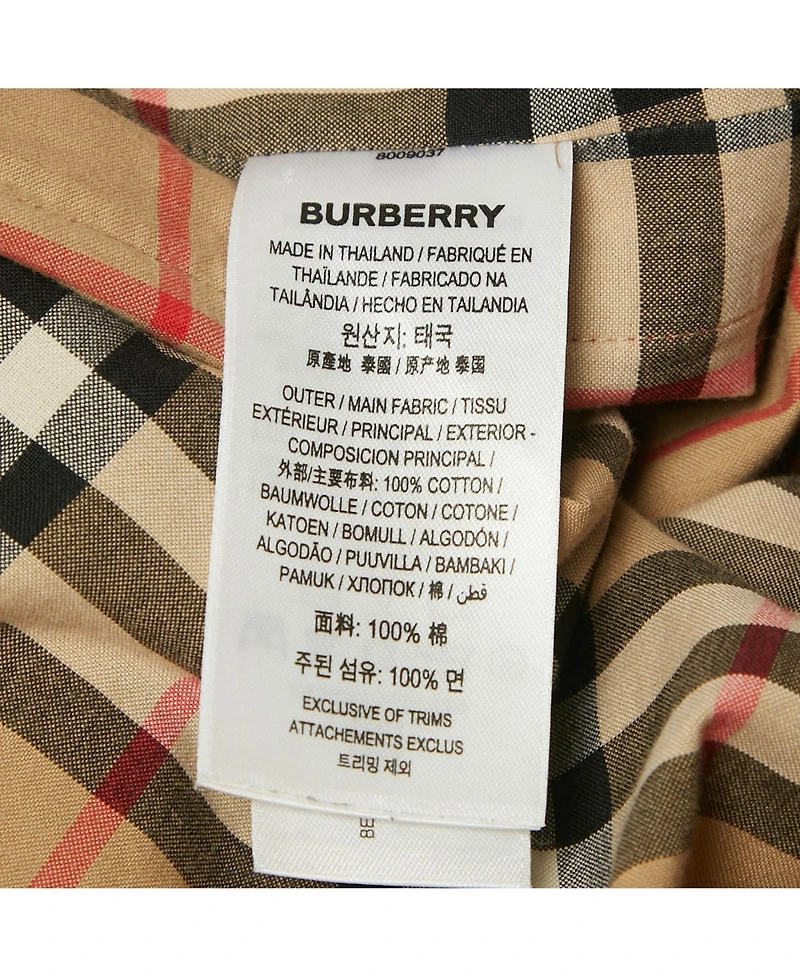 8009037
BURBERRY
MADE IN THAILAND / FABRIQUÉ EN
THAÏLANDE / FABRICADO NA
TAILÂNDIA / HECHO EN TAILANDIA
원산지: 태국
原產地 泰國 / 原产地 泰国
OUTER / MAIN FABRIC / TISSU
EXTÉRIEUR / PRINCIPAL / EXTERIOR -
COMPOSICIÓN PRINCIPAL /
外部/主要布料: 100% COTTON /
BAUMWOLLE / COTON / COTONE /
KATOEN / BOMULL / ALGODÓN /
ALGODÃO / PUUVILLA / BAMBAKI /
PAMUK / ХЛОПОК / 棉 / قطن
面料: 100% 棉
주된 섬유: 100% 면
EXCLUSIVE OF TRIMS
ATTACHEMENTS EXCLUS
트리밍 제외